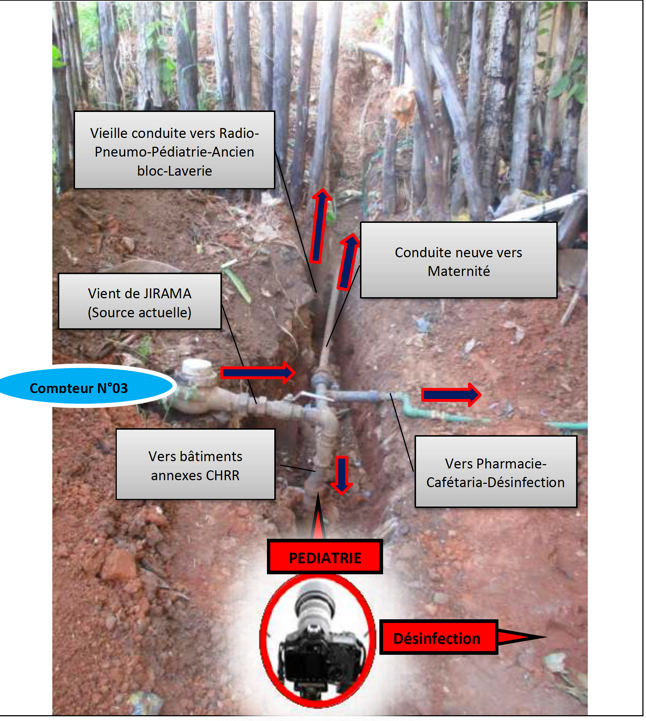 Vieille conduite vers Radio-
Pneumo-Pédiatrie-Ancien
bloc-Laverie
Conduite neuve vers
Maternité
Vient de JIRAMA
(Source actuelle)
Compteur N°03
Vers bâtiments
annexes CHRR
Vers Pharmacie-
Cafétaria-Désinfection
PEDIATRIE
Désinfection